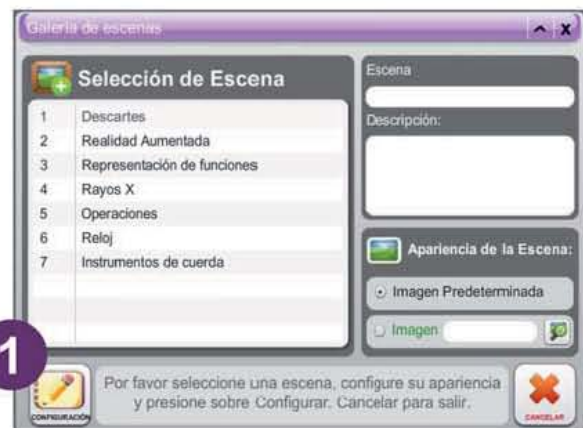 Galería de escenas
X
Selección de Escena
1 Descartes
2 Realidad Aumentada
3 Representación de funciones
4 Rayos X
5 Operaciones
6 Reloj
7 Instrumentos de cuerda
Escena
Descripción:
Apariencia de la Escena:
Imagen Predeterminada
Imagen
1
CONFIGURACIÓN
Por favor seleccione una escena, configure su apariencia
y presione sobre Configurar. Cancelar para salir.
CANCELAR